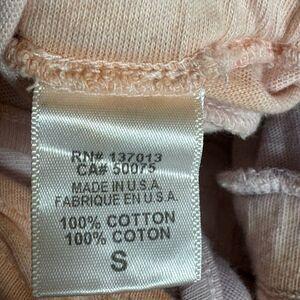 RN# 137013
CA# 50075
MADE IN U.S.A.
FABRIQUE EN U.S.A.
100% COTTON
100% COTON
S